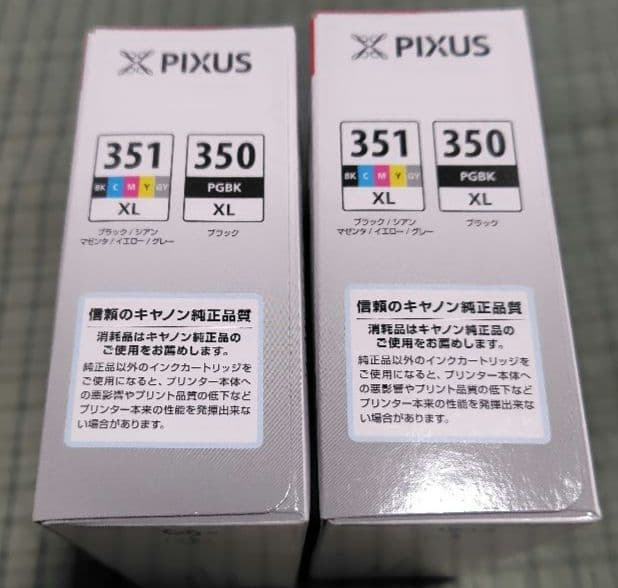 PIXUS
351
BK C M Y GY
XL
350
PGBK
XL
ブラック/シアン
マゼンタ/イエロー/グレー
ブラック
信頼のキヤノン純正品質
消耗品はキヤノン純正品の
ご使用をお薦めします。
純正品以外のインクカートリッジを
ご使用になると、プリンター本体へ
の悪影響やプリント品質の低下など
プリンター本来の性能を発揮出来な
い場合があります。
PIXUS
351
BK C M Y GY
XL
350
PGBK
XL
ブラック/シアン
マゼンタ/イエロー/グレー
ブラック
信頼のキヤノン純正品質
消耗品はキヤノン純正品の
ご使用をお薦めします。
純正品以外のインクカートリッジを
ご使用になると、プリンター本体へ
の悪影響やプリント品質の低下など
プリンター本来の性能を発揮出来な
い場合があります。